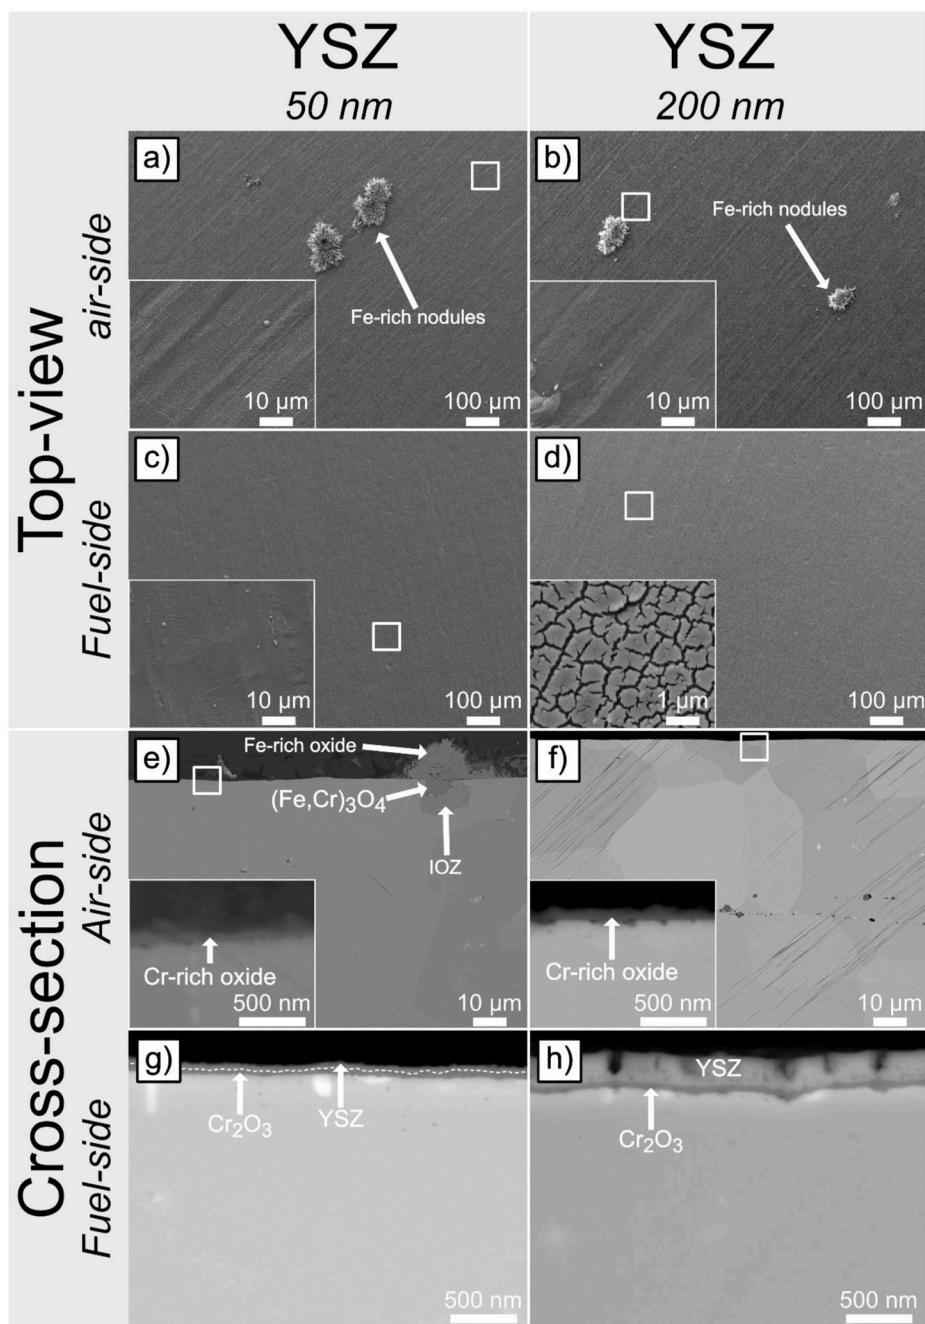 YSZ
50 nm
YSZ
200 nm
Top-view
air-side
a)
Fe-rich nodules
10 µm
100 µm
b)
Fe-rich nodules
10 µm
100 µm
Fuel-side
c)
10 µm
100 µm
d)
1 µm
100 µm
Cross-section
Air-side
e)
Fe-rich oxide
(Fe,Cr)₃O₄
IOZ
Cr-rich oxide
500 nm
10 µm
f)
Cr-rich oxide
500 nm
10 µm
Fuel-side
g)
Cr₂O₃
YSZ
500 nm
h)
YSZ
Cr₂O₃
500 nm